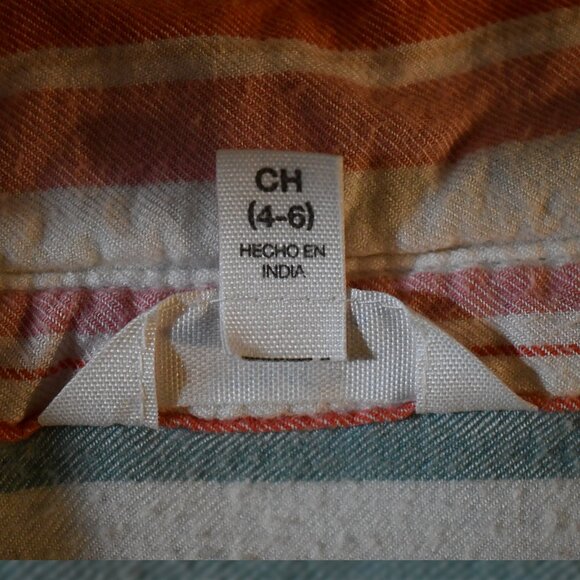 CH
(4-6)
HECHO EN
INDIA